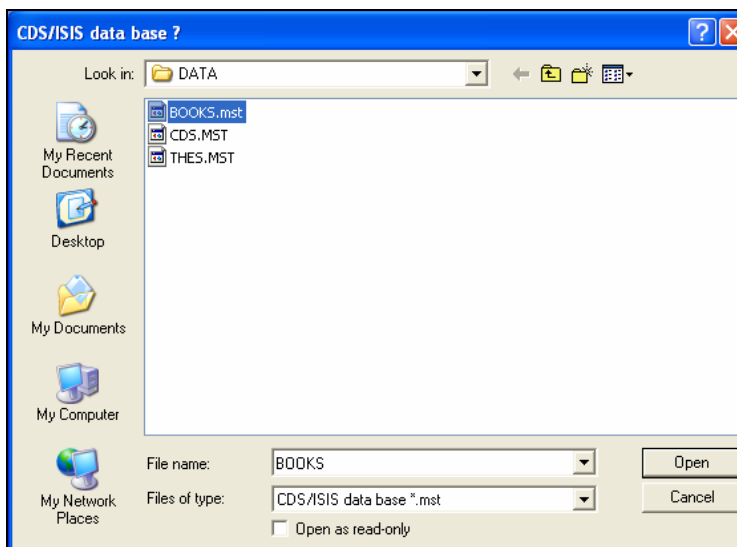 CDS/ISIS data base ?
Look in: DATA
BOOKS.mst
CDS.MST
THES.MST
My Recent
Documents
Desktop
My Documents
My Computer
My Network
Places
File name: BOOKS Open
Files of type: CDS/ISIS data base *.mst Cancel
Open as read-only